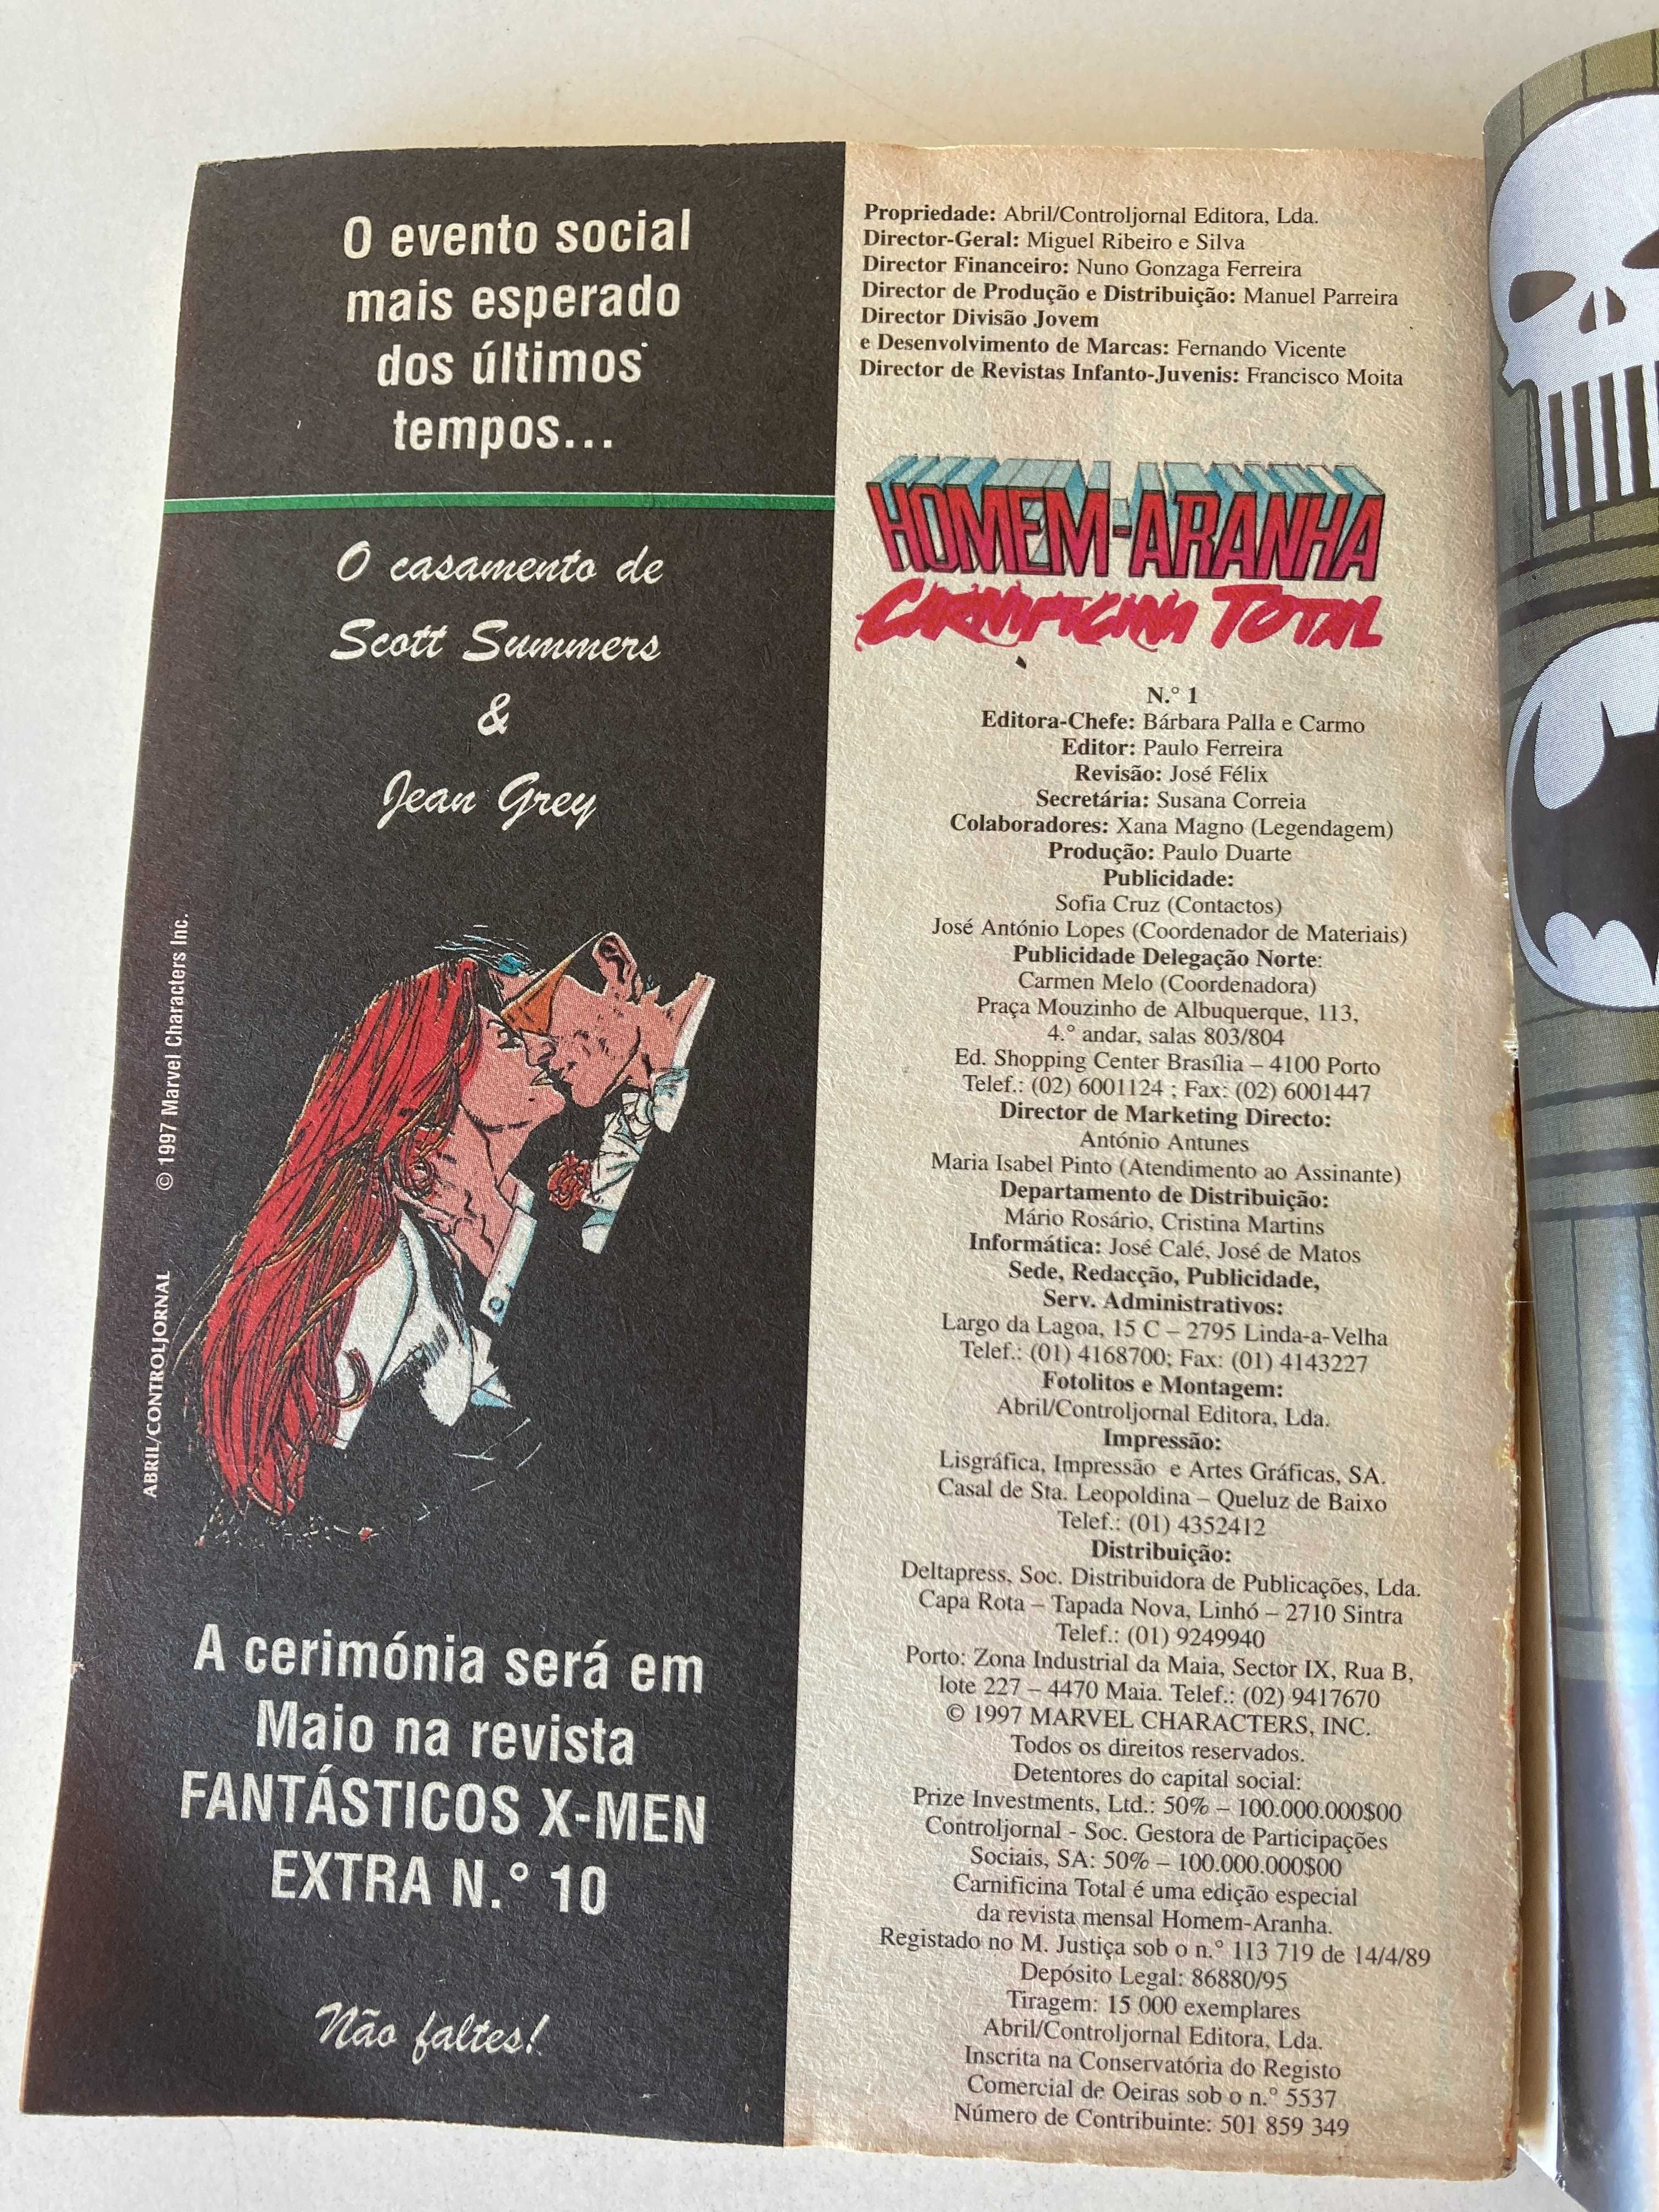 O evento social
mais esperado
dos últimos
tempos...
O casamento de
Scott Summers
&
Jean Grey
© 1997 Marvel Characters Inc.
ABRIL/CONTROLJORNAL
A cerimónia será em
Maio na revista
FANTÁSTICOS X-MEN
EXTRA N.° 10
Não faltes!
Propriedade: Abril/Controljornal Editora, Lda.
Director-Geral: Miguel Ribeiro e Silva
Director Financeiro: Nuno Gonzaga Ferreira
Director de Produção e Distribuição: Manuel Parreira
Director Divisão Jovem
e Desenvolvimento de Marcas: Fernando Vicente
Director de Revistas Infanto-Juvenis: Francisco Moita
HOMEM-ARANHA
CARNIFICINA TOTAL
N.° 1
Editora-Chefe: Bárbara Palla e Carmo
Editor: Paulo Ferreira
Revisão: José Félix
Secretária: Susana Correia
Colaboradores: Xana Magno (Legendagem)
Produção: Paulo Duarte
Publicidade:
Sofia Cruz (Contactos)
José António Lopes (Coordenador de Materiais)
Publicidade Delegação Norte:
Carmen Melo (Coordenadora)
Praça Mouzinho de Albuquerque, 113,
4.° andar, salas 803/804
Ed. Shopping Center Brasília – 4100 Porto
Telef.: (02) 6001124 ; Fax: (02) 6001447
Director de Marketing Directo:
António Antunes
Maria Isabel Pinto (Atendimento ao Assinante)
Departamento de Distribuição:
Mário Rosário, Cristina Martins
Informática: José Calé, José de Matos
Sede, Redacção, Publicidade,
Serv. Administrativos:
Largo da Lagoa, 15 C – 2795 Linda-a-Velha
Telef.: (01) 4168700; Fax: (01) 4143227
Fotolitos e Montagem:
Abril/Controljornal Editora, Lda.
Impressão:
Lisgráfica, Impressão e Artes Gráficas, SA.
Casal de Sta. Leopoldina – Queluz de Baixo
Telef.: (01) 4352412
Distribuição:
Deltapress, Soc. Distribuidora de Publicações, Lda.
Capa Rota – Tapada Nova, Linhó – 2710 Sintra
Telef.: (01) 9249940
Porto: Zona Industrial da Maia, Sector IX, Rua B,
lote 227 – 4470 Maia. Telef.: (02) 9417670
© 1997 MARVEL CHARACTERS, INC.
Todos os direitos reservados.
Detentores do capital social:
Prize Investments, Ltd.: 50% – 100.000.000$00
Controljornal - Soc. Gestora de Participações
Sociais, SA: 50% – 100.000.000$00
Carnificina Total é uma edição especial
da revista mensal Homem-Aranha.
Registado no M. Justiça sob o n.° 113 719 de 14/4/89
Depósito Legal: 86880/95
Tiragem: 15 000 exemplares
Abril/Controljornal Editora, Lda.
Inscrita na Conservatória do Registo
Comercial de Oeiras sob o n.° 5537
Número de Contribuinte: 501 859 349